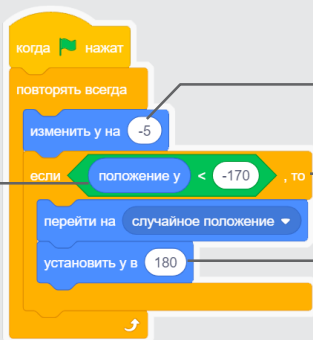 когда нажат
повторять всегда
изменить y на -5
если положение y < -170 , то
перейти на случайное положение
установить y в 180